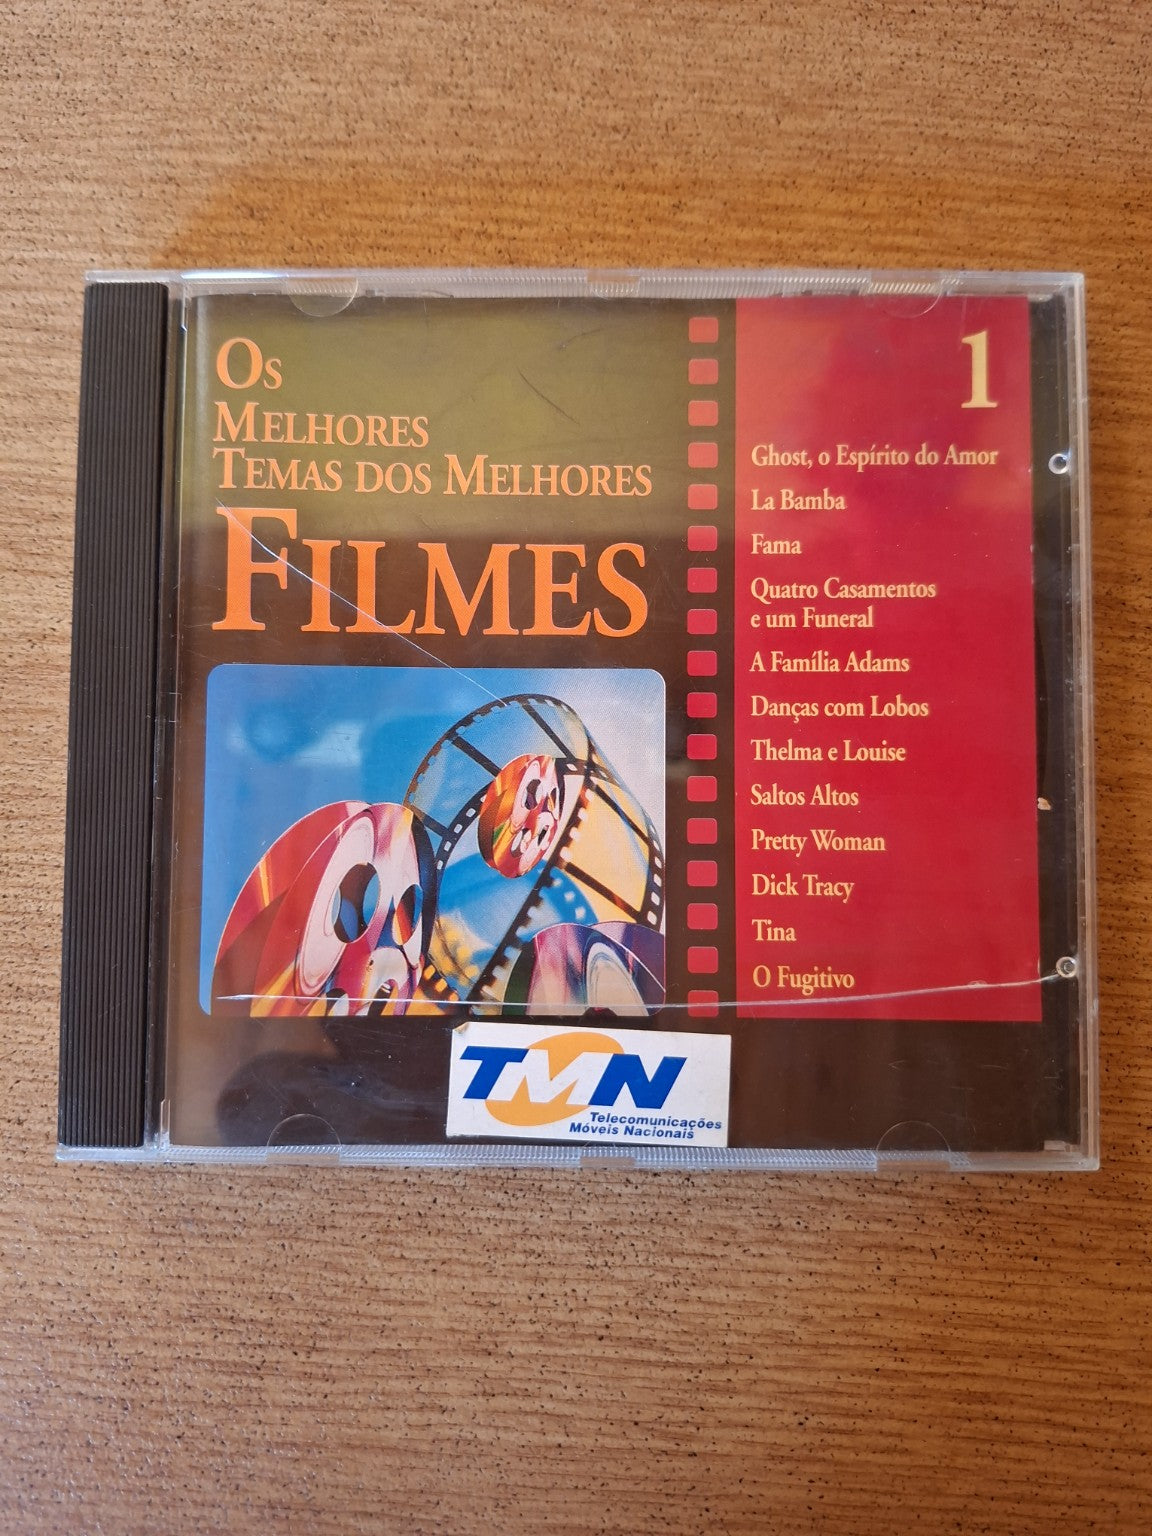 Os
Melhores
Temas dos Melhores
Filmes
1
Ghost, o Espírito do Amor
La Bamba
Fama
Quatro Casamentos
e um Funeral
A Família Adams
Danças com Lobos
Thelma e Louise
Saltos Altos
Pretty Woman
Dick Tracy
Tina
O Fugitivo
TMN
Telecomunicações
Móveis Nacionais